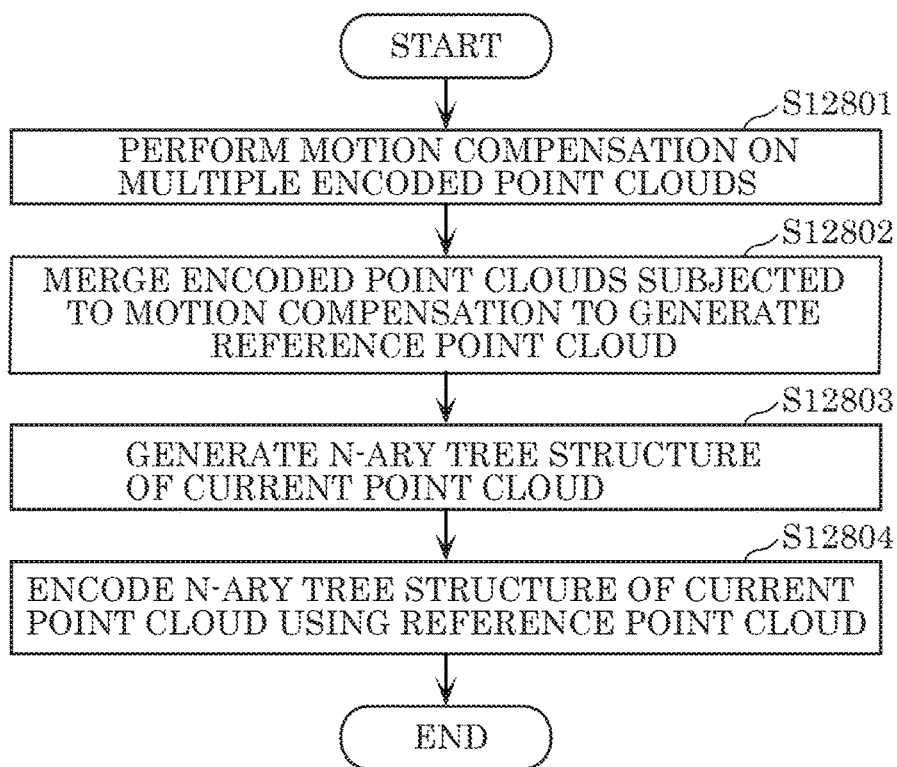 START
S12801
PERFORM MOTION COMPENSATION ON
MULTIPLE ENCODED POINT CLOUDS
S12802
MERGE ENCODED POINT CLOUDS SUBJECTED
TO MOTION COMPENSATION TO GENERATE
REFERENCE POINT CLOUD
S12803
GENERATE N-ARY TREE STRUCTURE
OF CURRENT POINT CLOUD
S12804
ENCODE N-ARY TREE STRUCTURE OF CURRENT
POINT CLOUD USING REFERENCE POINT CLOUD
END